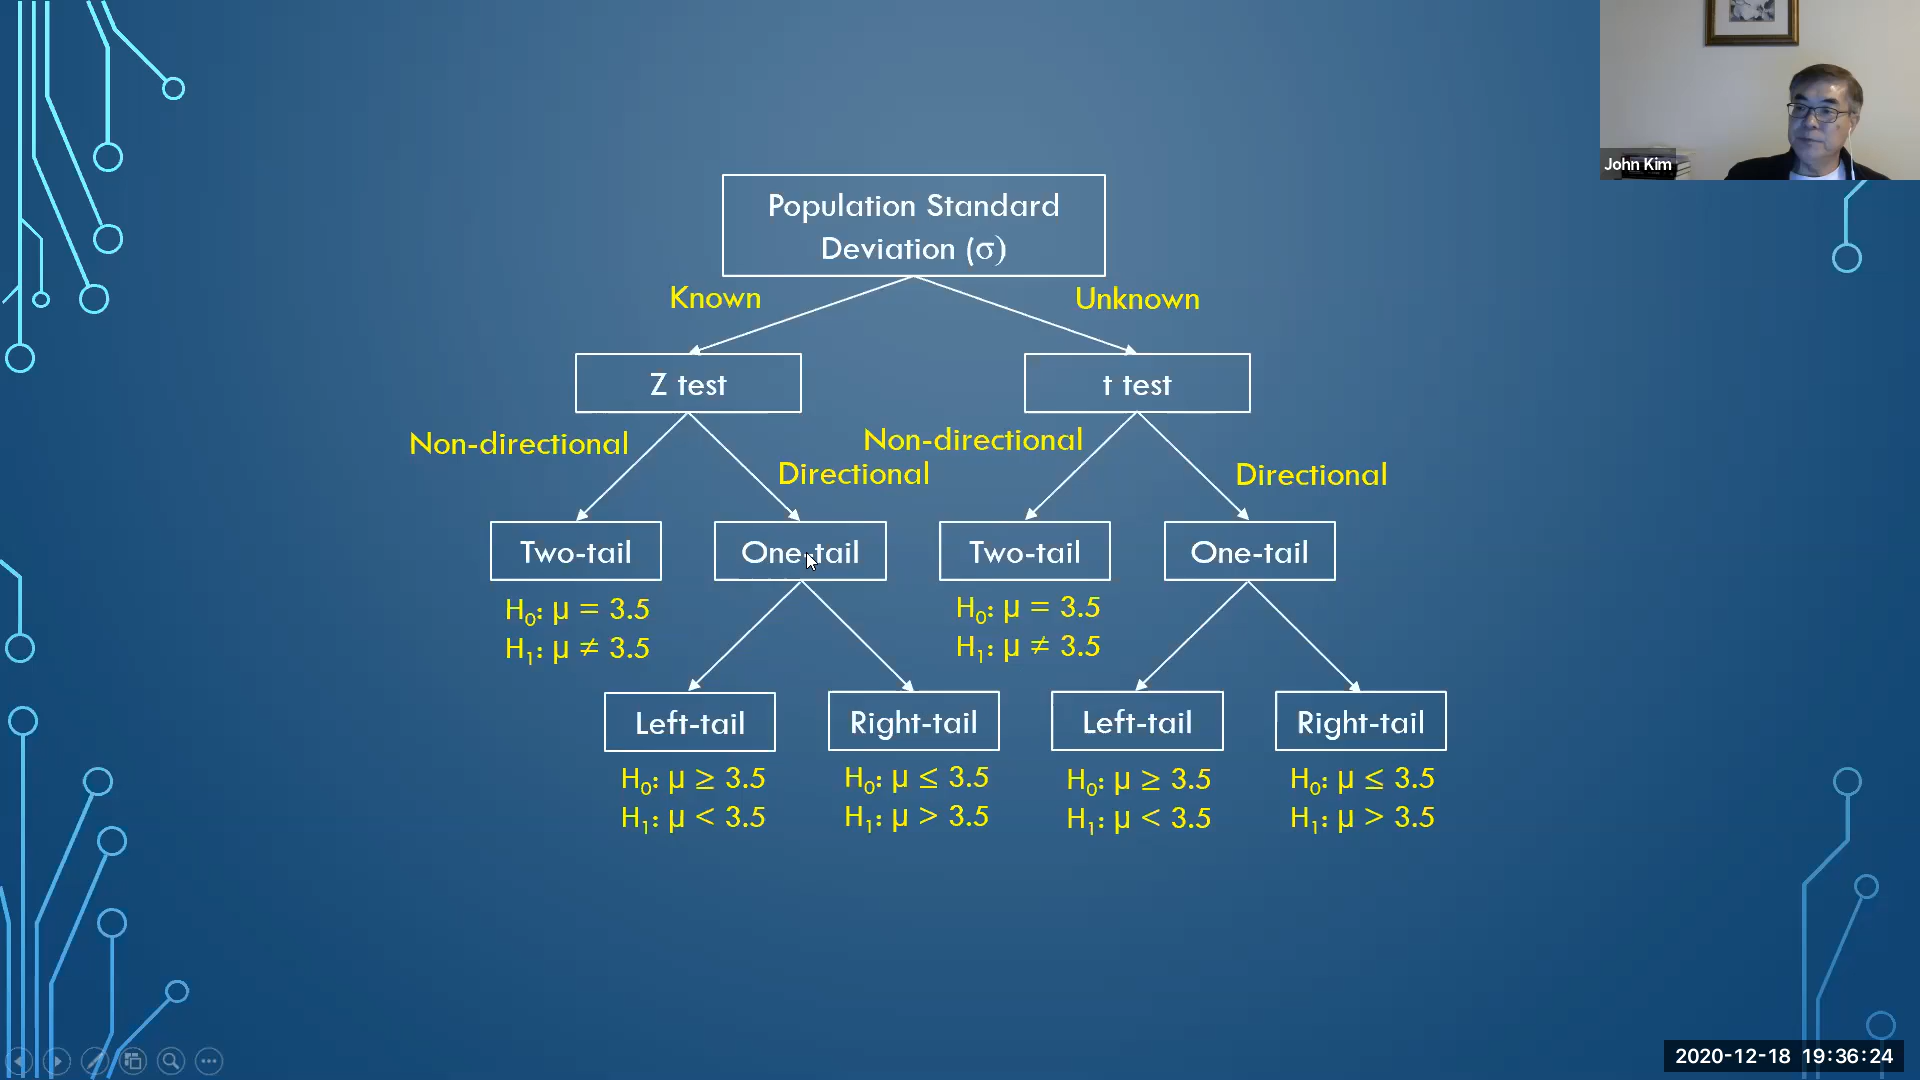 John Kim
Population Standard
Deviation (σ)
Known
Unknown
Z test
t test
Non-directional
Directional
Non-directional
Directional
Two-tail
One-tail
Two-tail
One-tail
H₀: μ = 3.5
H₁: μ ≠ 3.5
H₀: μ = 3.5
H₁: μ ≠ 3.5
Left-tail
Right-tail
Left-tail
Right-tail
H₀: μ ≥ 3.5
H₁: μ < 3.5
H₀: μ ≤ 3.5
H₁: μ > 3.5
H₀: μ ≥ 3.5
H₁: μ < 3.5
H₀: μ ≤ 3.5
H₁: μ > 3.5
2020-12-18 19:36:24